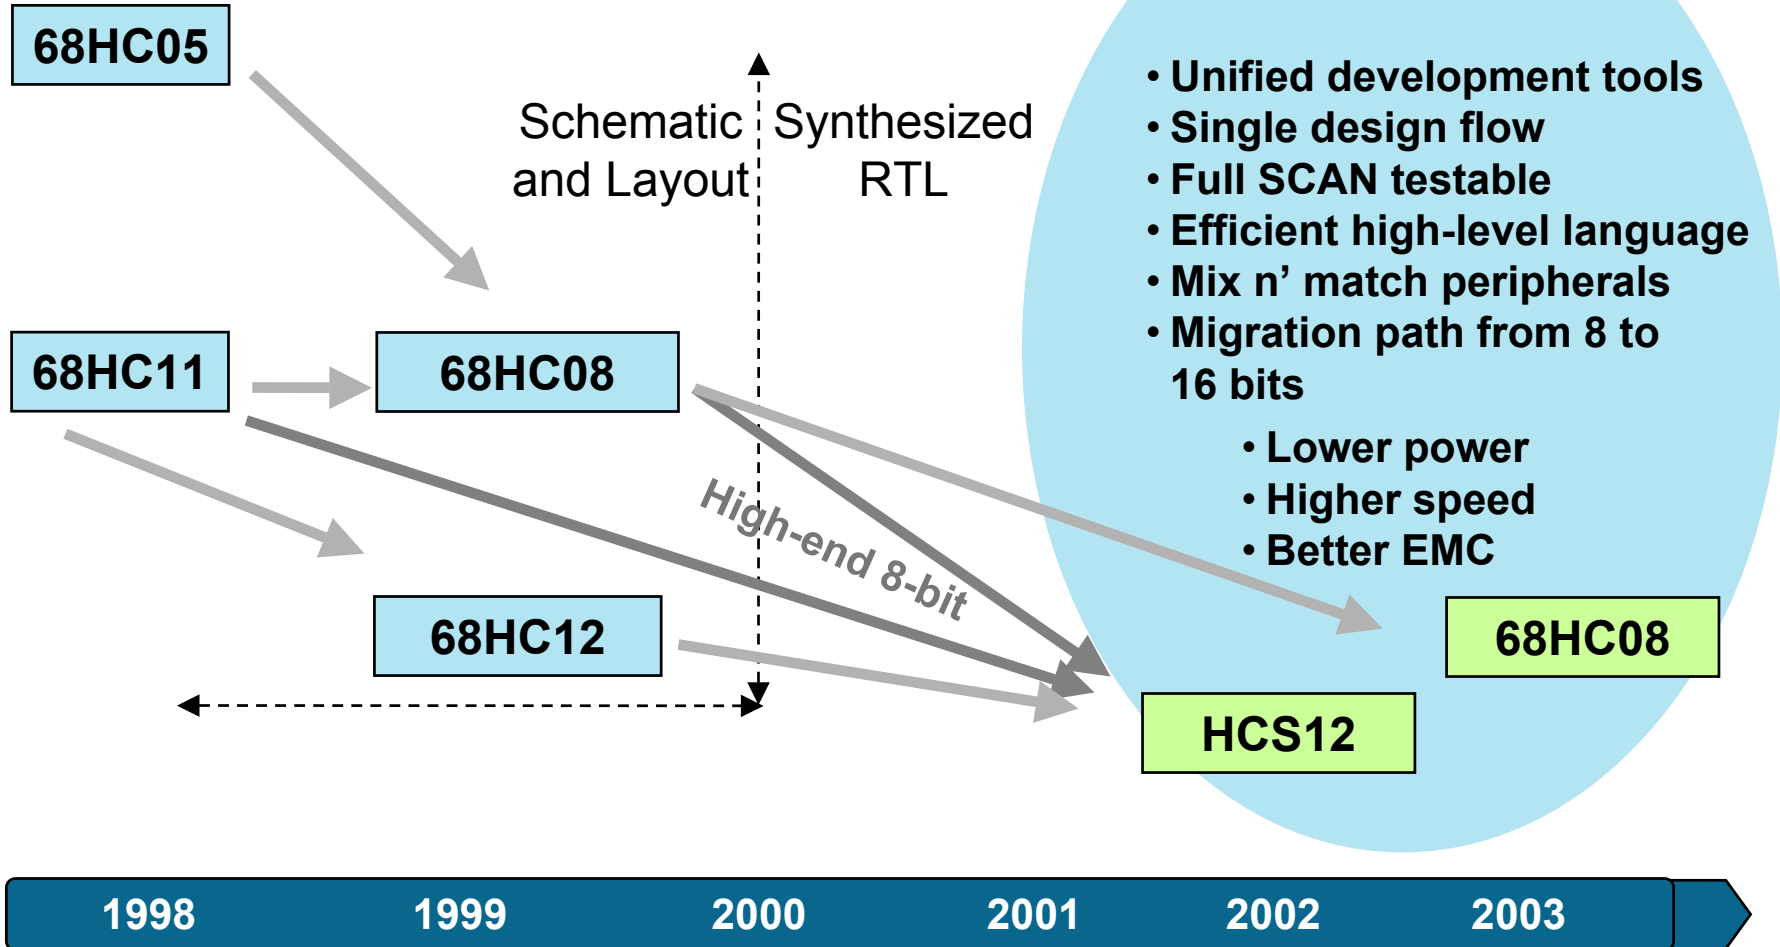 68HC05
Schematic
and Layout
Synthesized
RTL
• Unified development tools
• Single design flow
• Full SCAN testable
• Efficient high-level language
• Mix n’ match peripherals
• Migration path from 8 to
16 bits
• Lower power
• Higher speed
• Better EMC
68HC11
68HC08
High-end 8-bit
68HC12
68HC08
HCS12
1998
1999
2000
2001
2002
2003